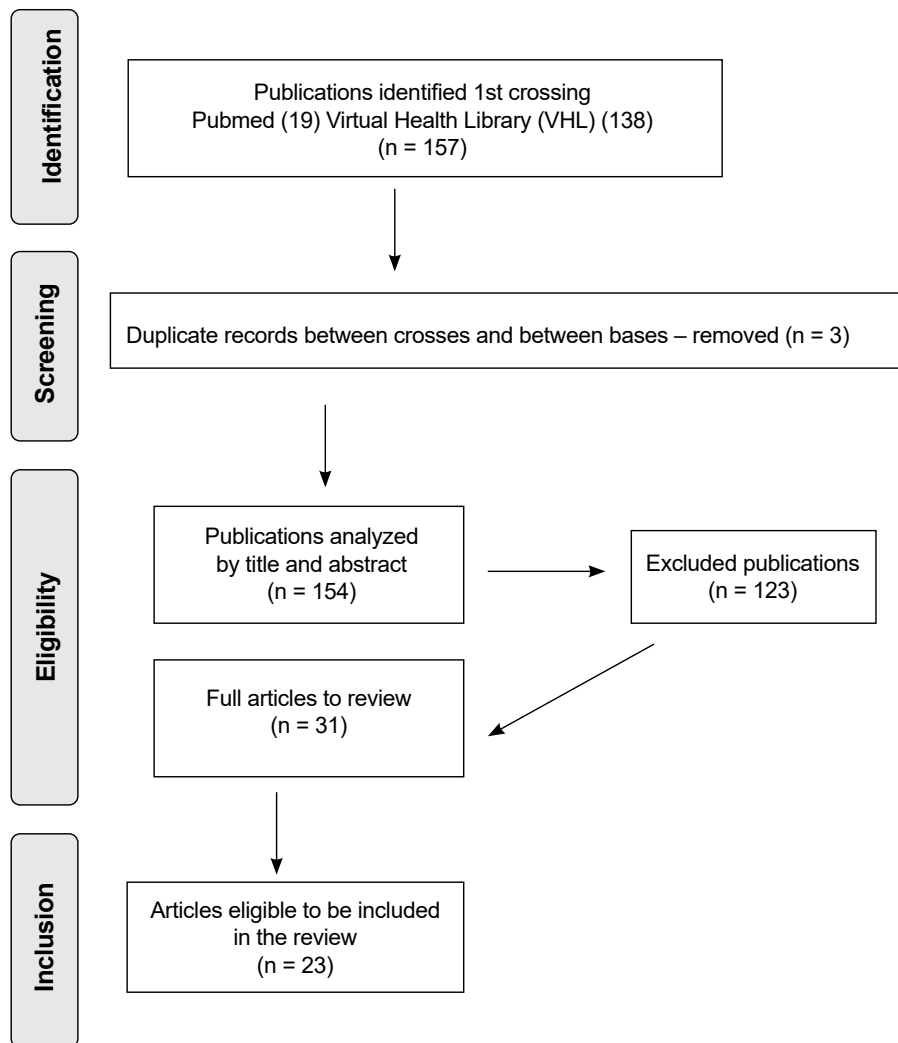 Identification
Publications identified 1st crossing
Pubmed (19) Virtual Health Library (VHL) (138)
(n = 157)
Screening
Duplicate records between crosses and between bases – removed (n = 3)
Eligibility
Publications analyzed
by title and abstract
(n = 154)
Excluded publications
(n = 123)
Full articles to review
(n = 31)
Inclusion
Articles eligible to be included
in the review
(n = 23)